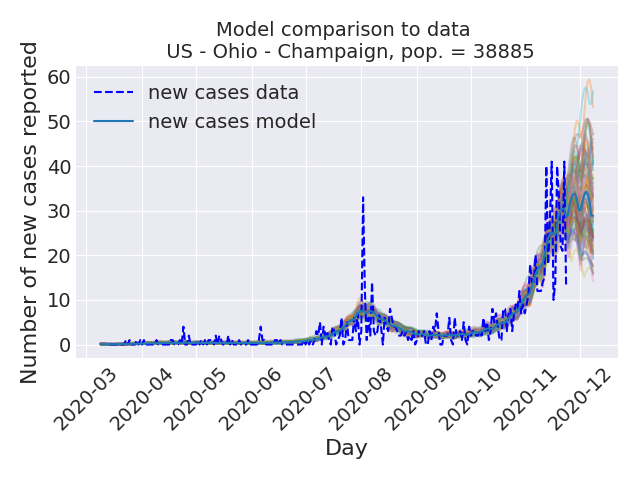 Model comparison to data
US - Ohio - Champaign, pop. = 38885
Number of new cases reported
60
50
40
30
20
10
0
new cases data
new cases model
2020-03
2020-04
2020-05
2020-06
2020-07
2020-08
2020-09
2020-10
2020-11
2020-12
Day